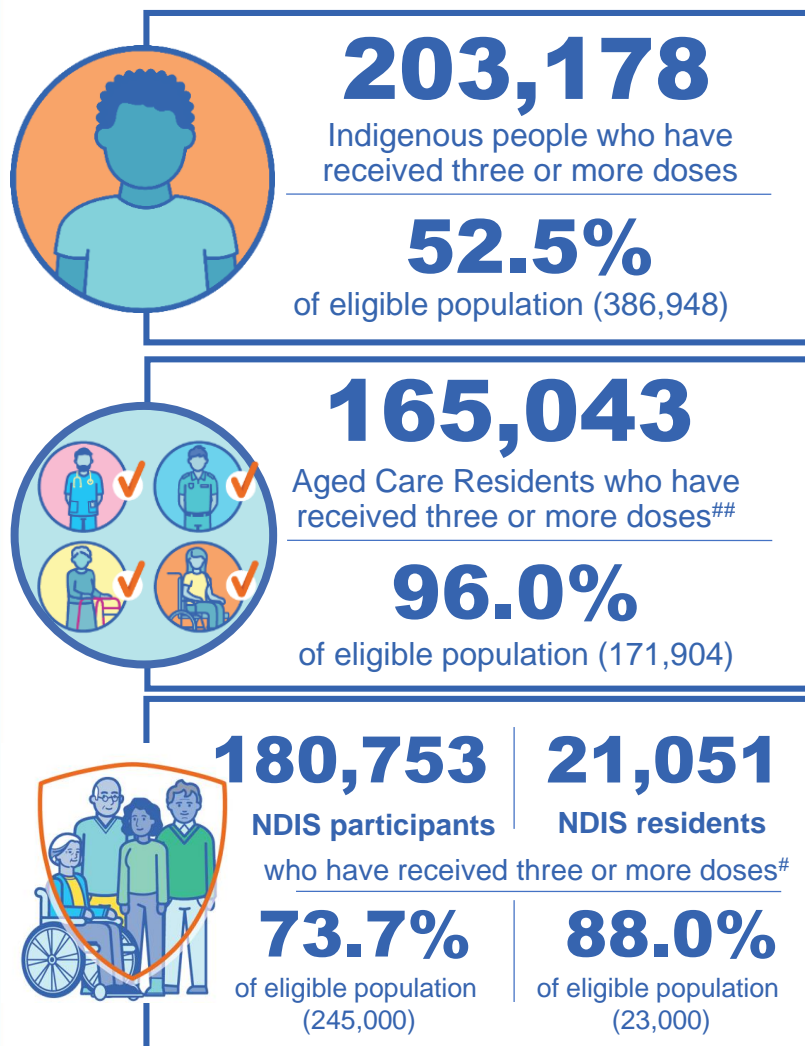 203,178
Indigenous people who have
received three or more doses
52.5%
of eligible population (386,948)
165,043
Aged Care Residents who have
received three or more doses##
96.0%
of eligible population (171,904)
180,753
NDIS participants
21,051
NDIS residents
who have received three or more doses#
73.7%
of eligible population
(245,000)
88.0%
of eligible population
(23,000)